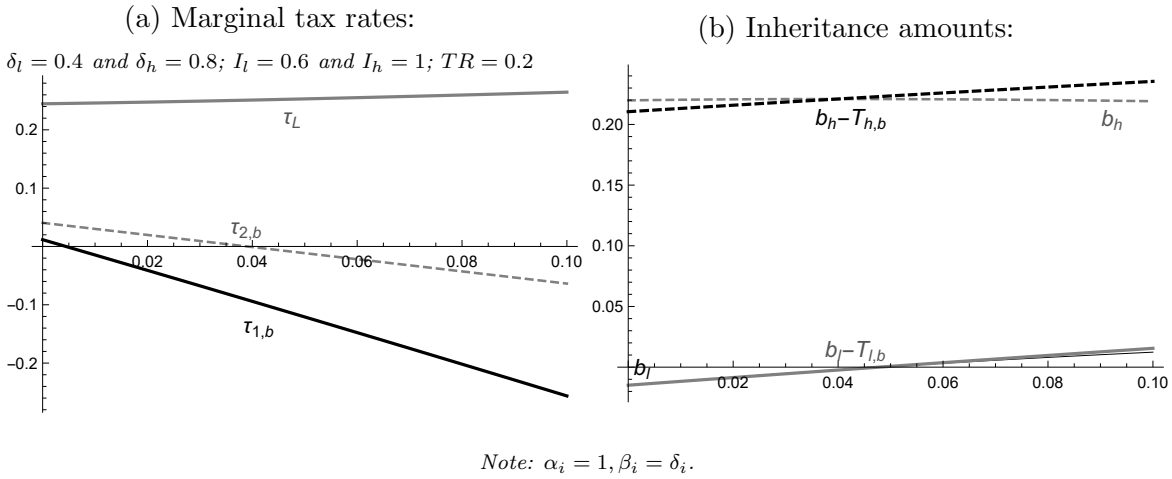 (a) Marginal tax rates:
δ_l = 0.4 and δ_h = 0.8; I_l = 0.6 and I_h = 1; TR = 0.2
0.2
0.1
-0.1
-0.2
0.02
0.04
0.06
0.08
0.10
τ_L
τ_{2,b}
τ_{1,b}
(b) Inheritance amounts:
0.20
0.15
0.10
0.05
0.02
0.04
0.06
0.08
0.10
b_h−T_{h,b}
b_h
b_l−T_{l,b}
b_l
Note: α_i = 1, β_i = δ_i.